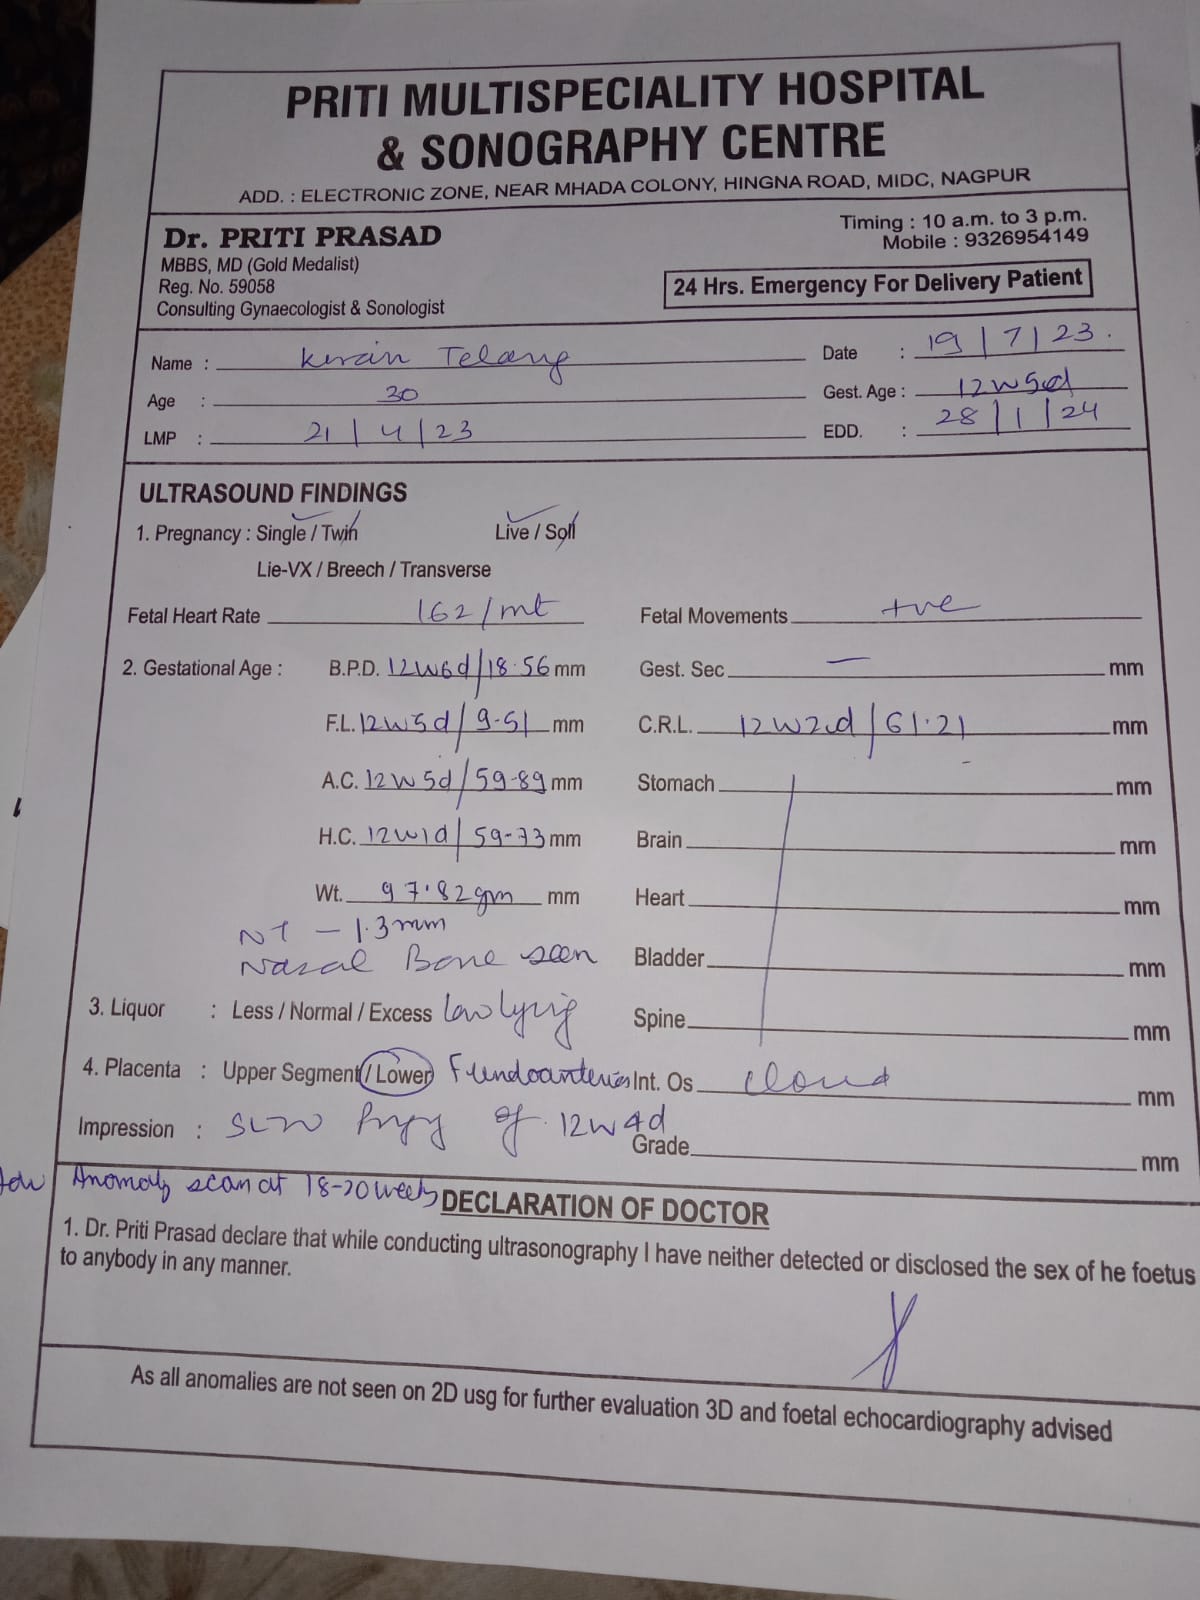 PRITI MULTISPECIALITY HOSPITAL
& SONOGRAPHY CENTRE
ADD. : ELECTRONIC ZONE, NEAR MHADA COLONY, HINGNA ROAD, MIDC, NAGPUR
Dr. PRITI PRASAD
MBBS, MD (Gold Medalist)
Reg. No. 59058
Consulting Gynaecologist & Sonologist
Timing : 10 a.m. to 3 p.m.
Mobile : 9326954149
24 Hrs. Emergency For Delivery Patient
Name : Kiran Telang
Date : 19/7/23.
Age : 30
Gest. Age : 12w5d
LMP : 21/4/23
EDD. : 28/1/24
ULTRASOUND FINDINGS
1. Pregnancy : Single / Twin Live / Soll
Lie-VX / Breech / Transverse
Fetal Heart Rate 162/mt Fetal Movements +ve
2. Gestational Age : B.P.D. 12w6d/18.56 mm Gest. Sec — mm
F.L. 12w5d/9-51 mm C.R.L. 12w2d/61.21 mm
A.C. 12w5d/59-89 mm Stomach mm
H.C. 12w1d/59-73 mm Brain mm
Wt. 97.82gm mm Heart mm
NT - 1.3mm
Nasal Bone seen Bladder mm
3. Liquor : Less / Normal / Excess low lying Spine mm
4. Placenta : Upper Segment / Lower Fundoanterior Int. Os closed mm
Impression : of 12w4d
Grade mm
Adv Anomaly scan at 18-20 weeks
DECLARATION OF DOCTOR
1. Dr. Priti Prasad declare that while conducting ultrasonography I have neither detected or disclosed the sex of he foetus
to anybody in any manner.
As all anomalies are not seen on 2D usg for further evaluation 3D and foetal echocardiography advised